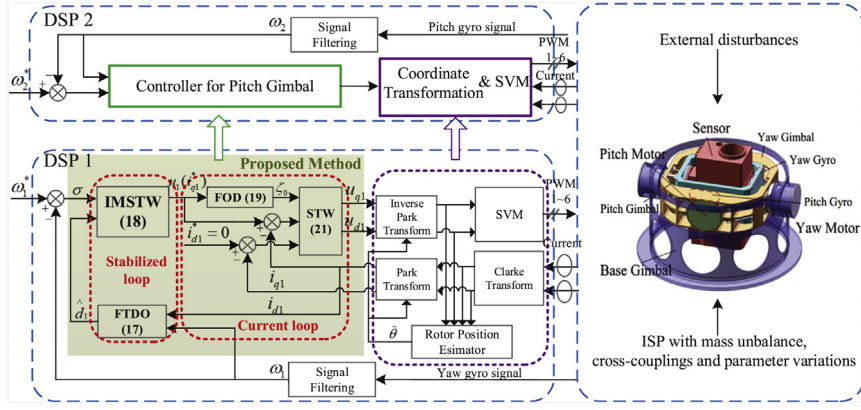 DSP 2
ω2
Signal
Filtering
Pitch gyro signal
PWM
1~6
ω2*
+
−
Controller for Pitch Gimbal
Coordinate
Transformation & SVM
Current
DSP 1
Proposed Method
ω1*
+
−
σ
IMSTW
(18)
u1(iq1*)
FOD (19)
ζ0
STW
(21)
uq1
ud1
id1* = 0
+
−
+
−
Stabilized
loop
iq1
id1
d̂1
FTDO
(17)
Current loop
Inverse
Park
Transform
SVM
PWM
1~6
Current
Park
Transform
Clarke
Transform
Rotor Position
Esimator
ω1
Signal
Filtering
Yaw gyro signal
External disturbances
Sensor
Yaw Gimbal
Pitch Motor
Yaw Gyro
Pitch Gimbal
Pitch Gyro
Yaw Motor
Base Gimbal
ISP with mass unbalance,
cross-couplings and parameter variations